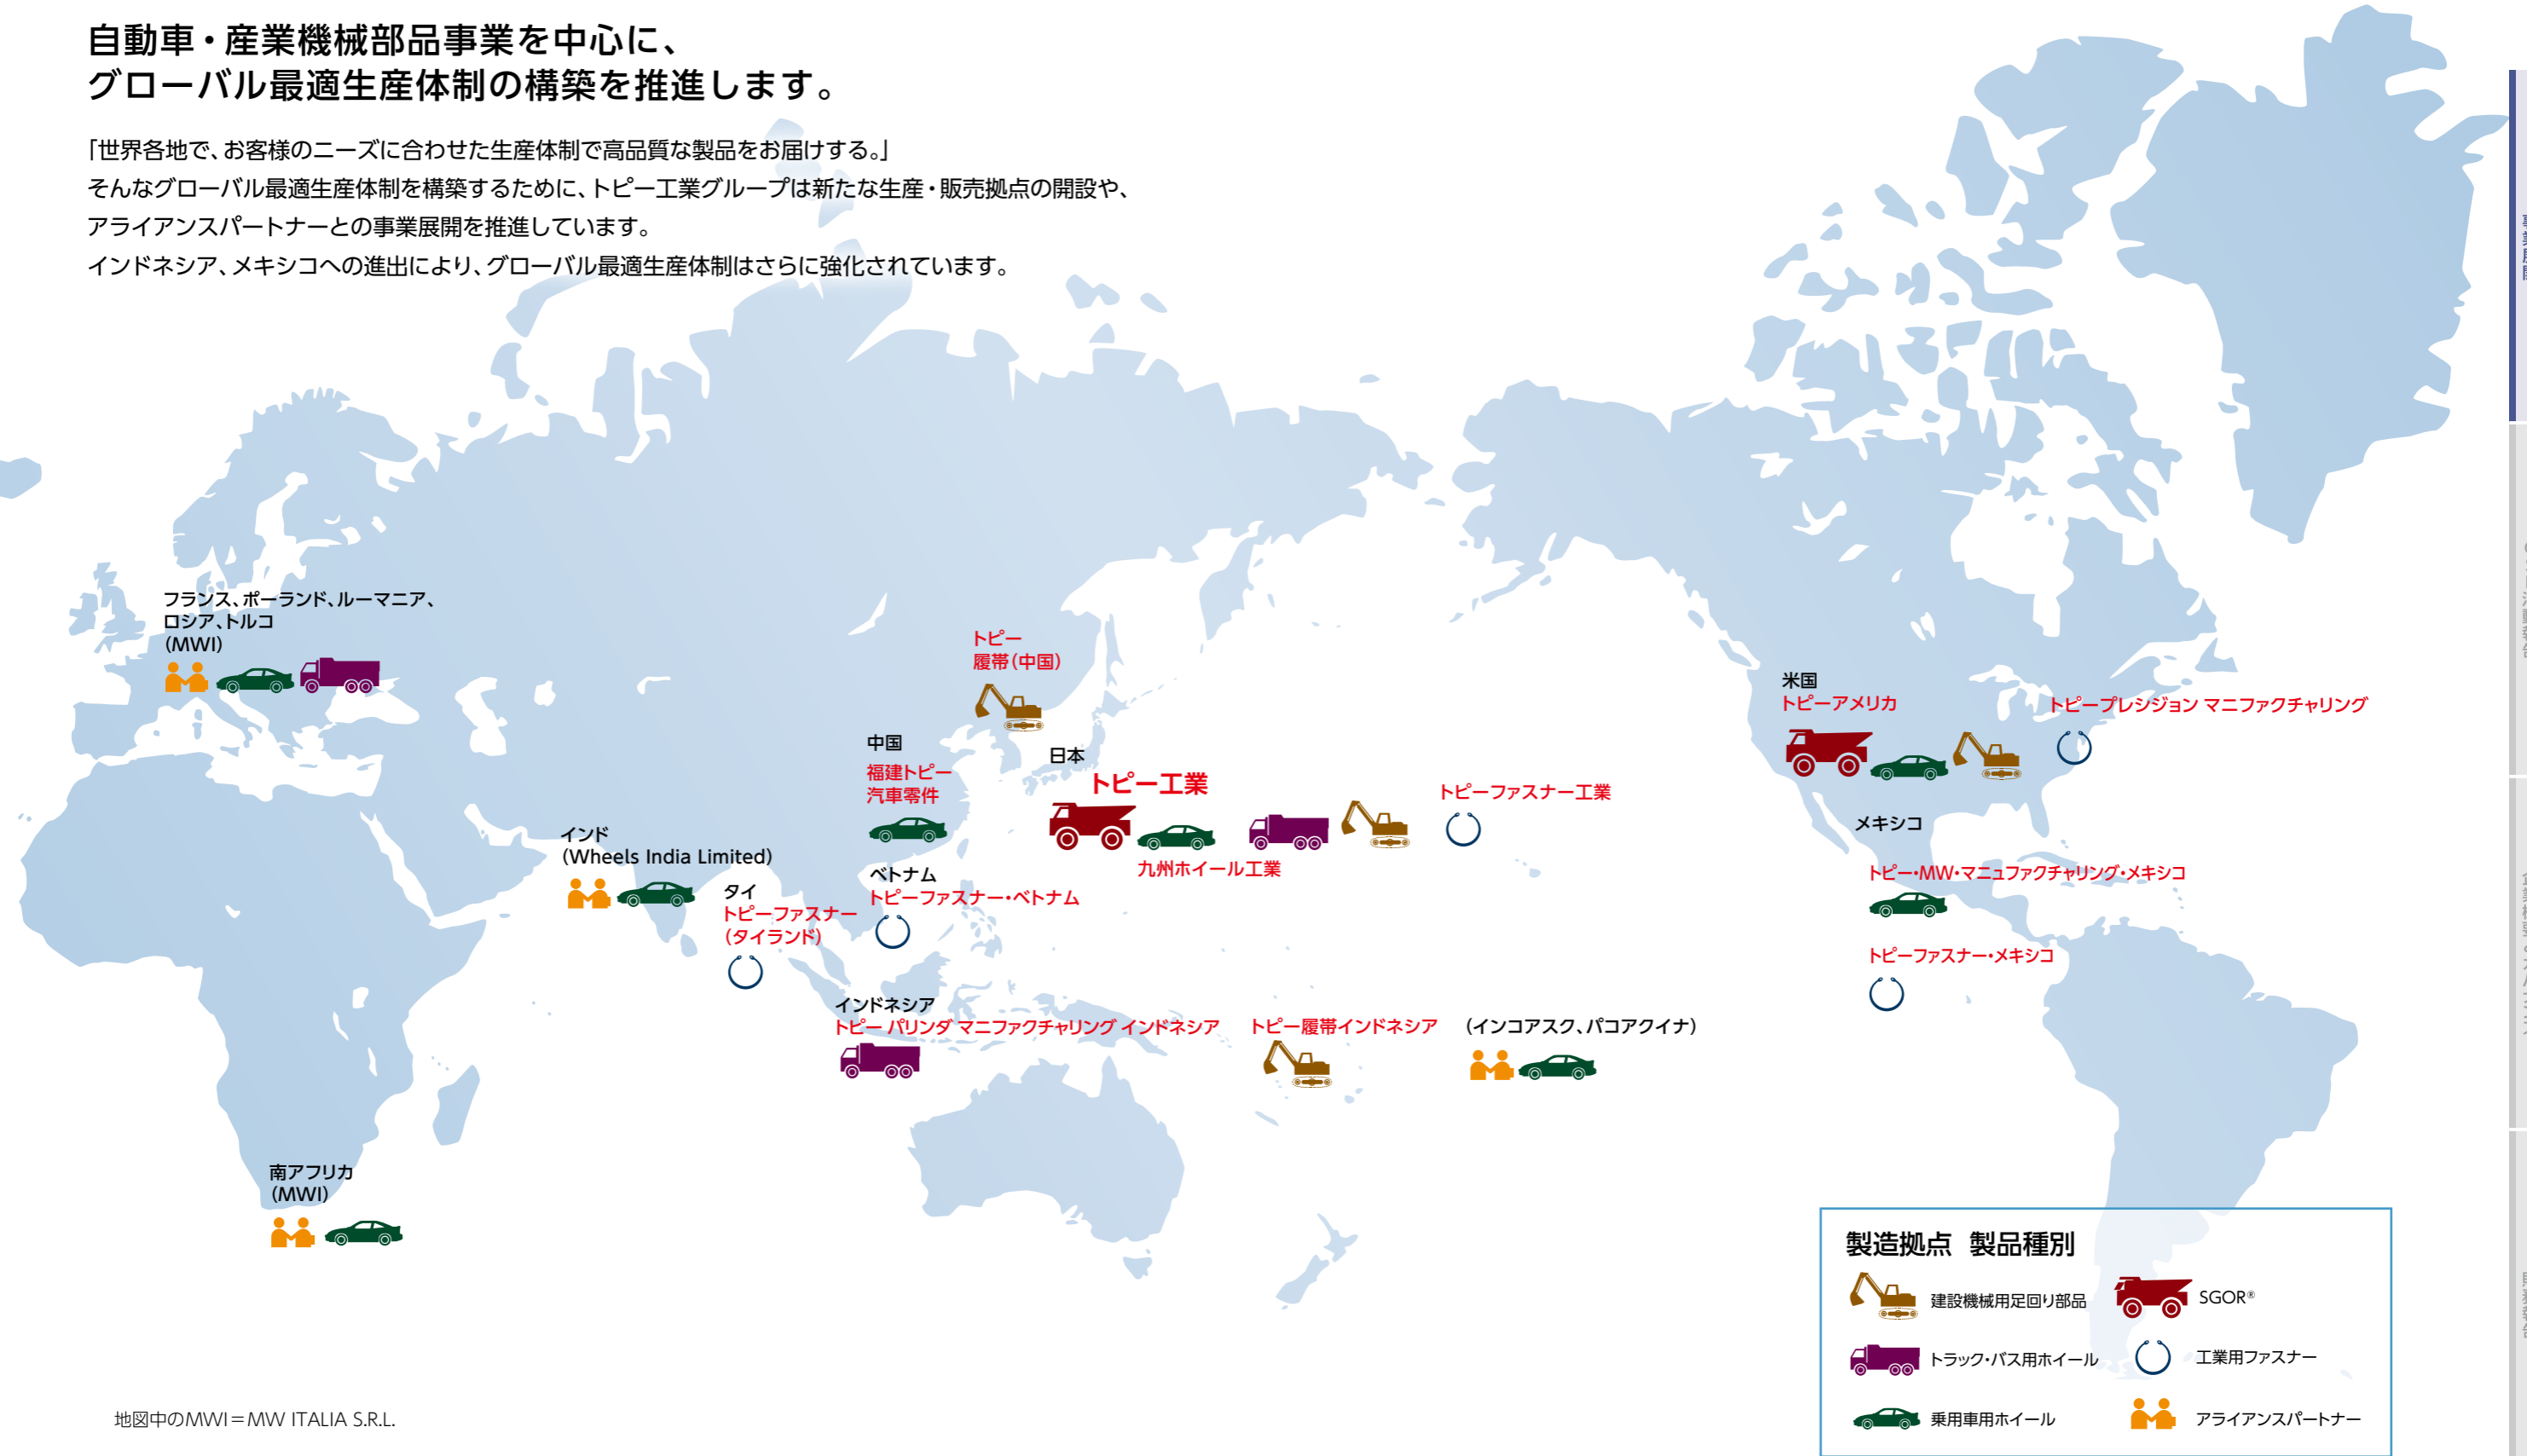 自動車・産業機械部品事業を中心に、
グローバル最適生産体制の構築を推進します。
「世界各地で、お客様のニーズに合わせた生産体制で高品質な製品をお届けする。」
そんなグローバル最適生産体制を構築するために、トピー工業グループは新たな生産・販売拠点の開設や、
アライアンスパートナーとの事業展開を推進しています。
インドネシア、メキシコへの進出により、グローバル最適生産体制はさらに強化されています。
フランス、ポーランド、ルーマニア、
ロシア、トルコ
(MWI)
トピー
履帯(中国)
中国
福建トピー
汽車零件
日本
トピー工業
九州ホイール工業
トピーファスナー工業
インド
(Wheels India Limited)
タイ
トピーファスナー
(タイランド)
ベトナム
トピーファスナー・ベトナム
インドネシア
トピー パリンダ マニファクチャリング インドネシア
トピー履帯インドネシア
(インコアスク、パコアクイナ)
南アフリカ
(MWI)
米国
トピーアメリカ
トピープレシジョン マニファクチャリング
メキシコ
トピー・MW・マニュファクチャリング・メキシコ
トピーファスナー・メキシコ
製造拠点 製品種別
建設機械用足回り部品
SGOR®
トラック・バス用ホイール
工業用ファスナー
乗用車用ホイール
アライアンスパートナー
地図中のMWI=MW ITALIA S.R.L.